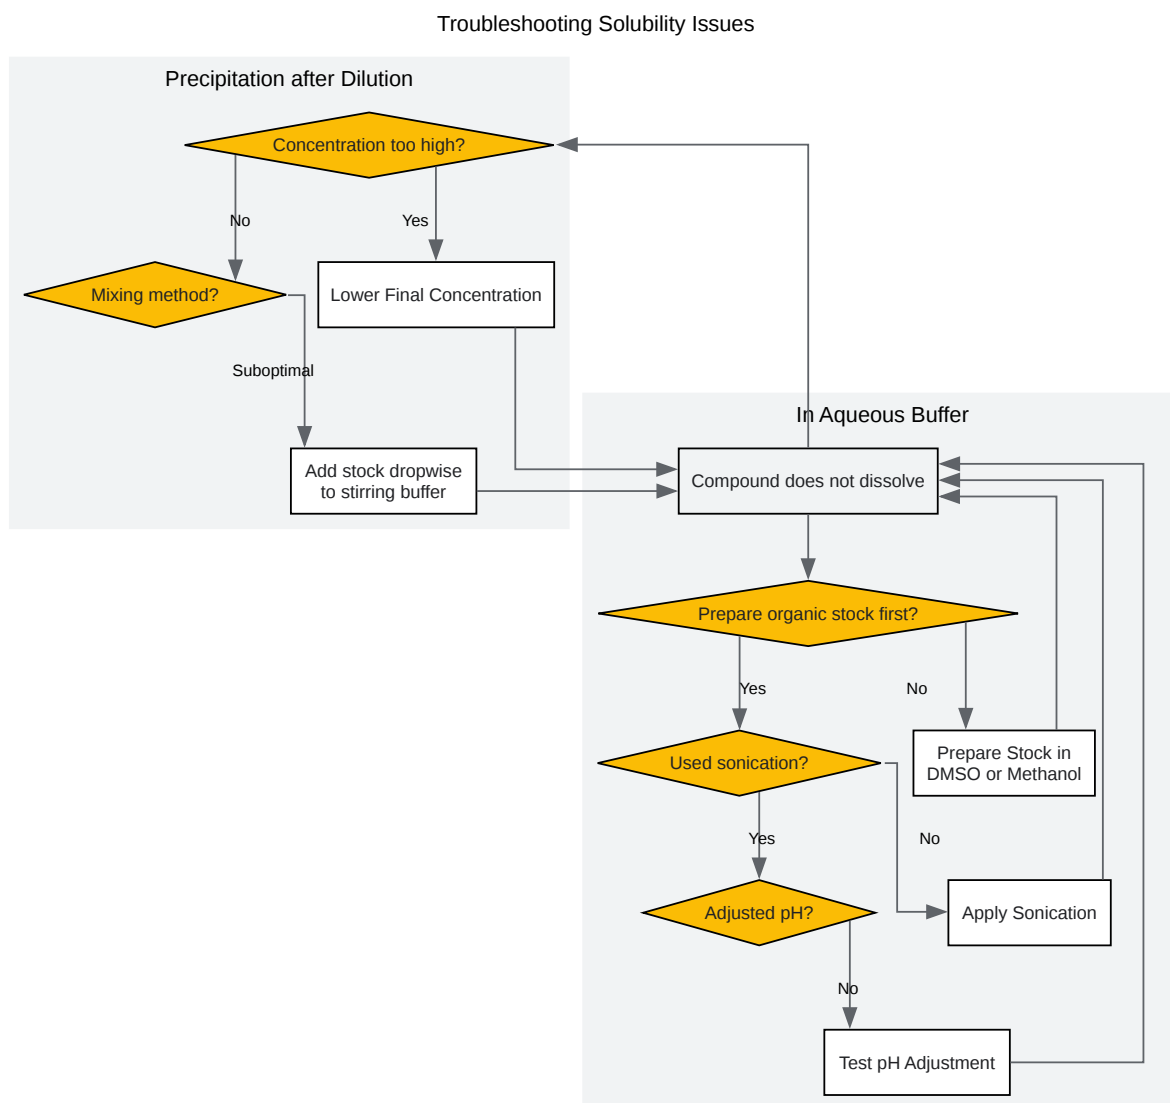 Troubleshooting Solubility Issues
Precipitation after Dilution
Concentration too high?
No
Yes
Mixing method?
Lower Final Concentration
Suboptimal
Add stock dropwise
to stirring buffer
In Aqueous Buffer
Compound does not dissolve
Prepare organic stock first?
Yes
No
Used sonication?
Prepare Stock in
DMSO or Methanol
Yes
No
Adjusted pH?
Apply Sonication
No
Test pH Adjustment